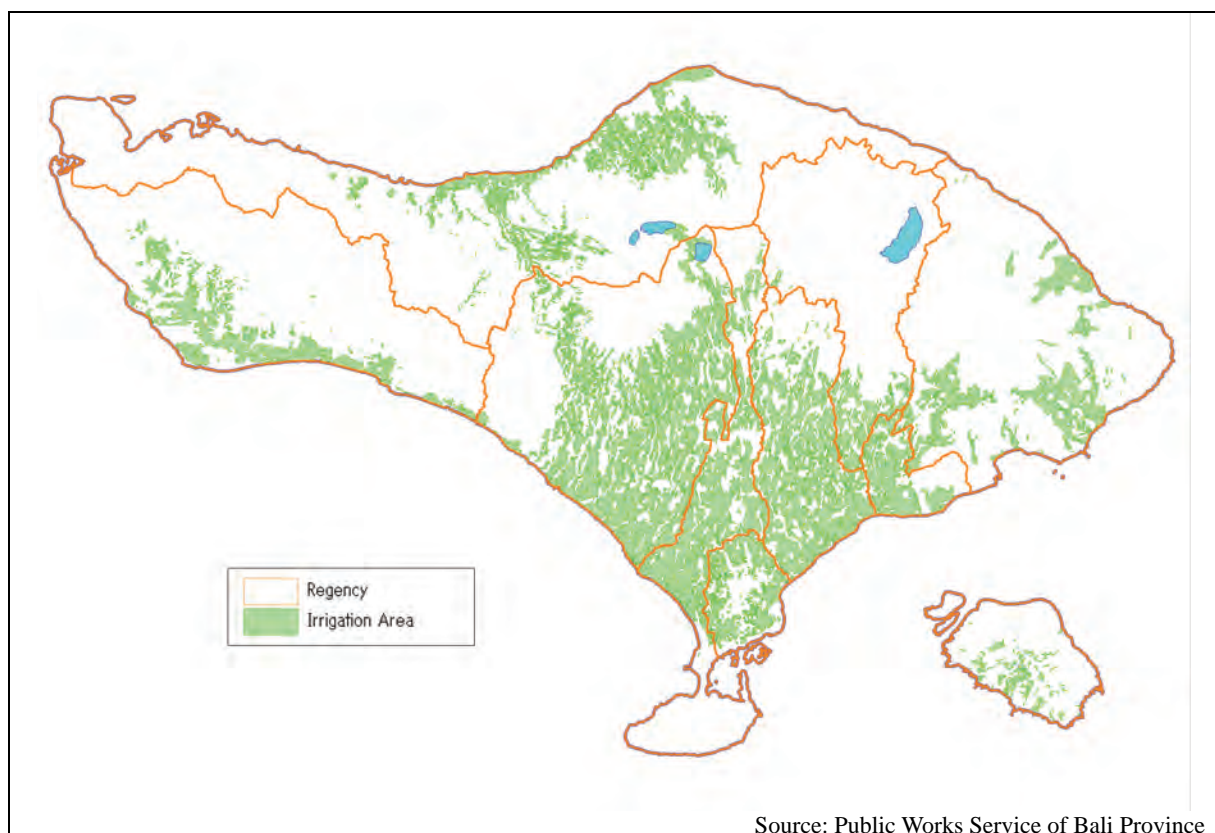 Regency
Irrigation Area
Source: Public Works Service of Bali Province